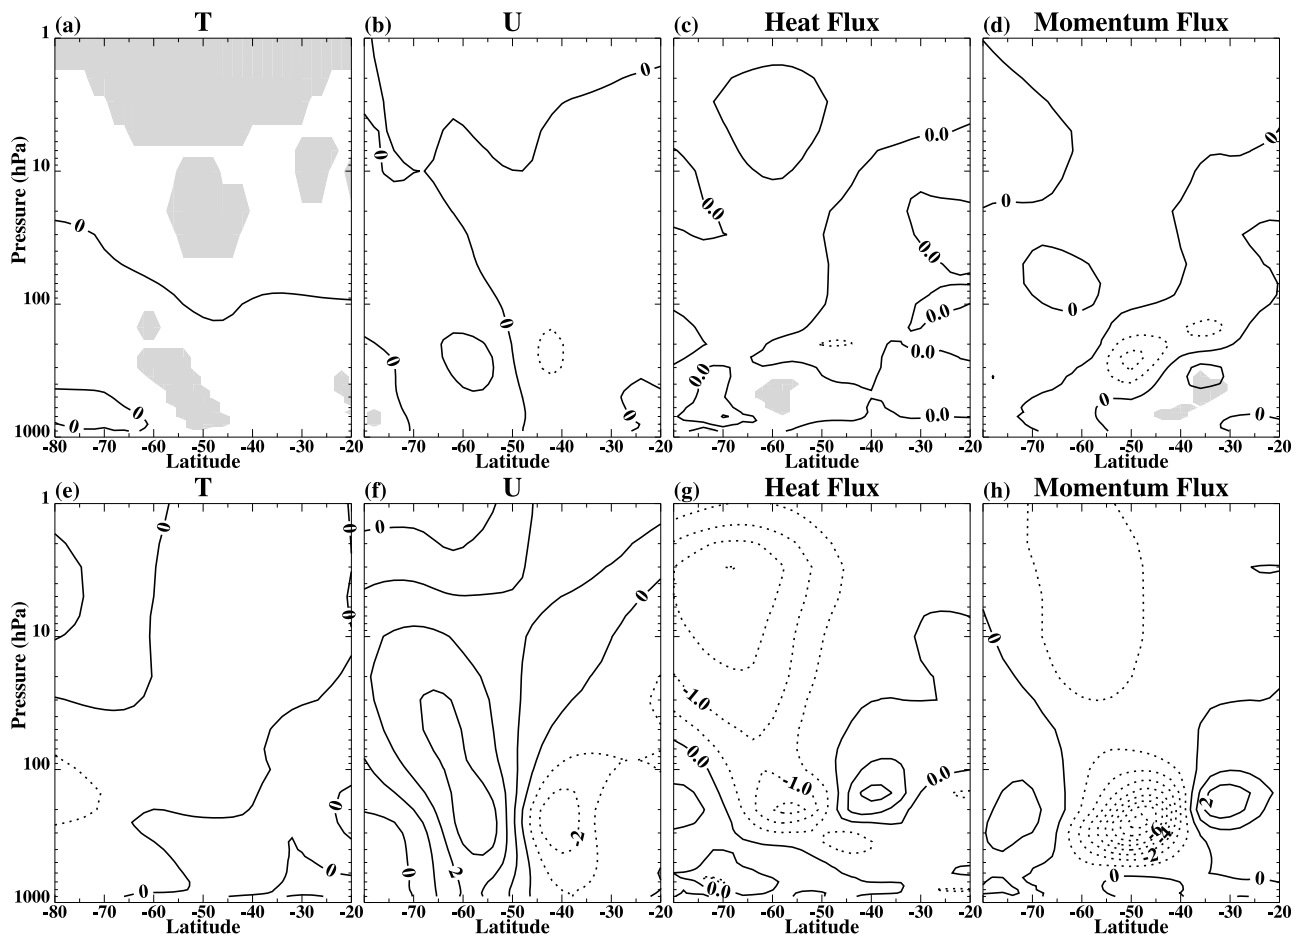 (a) T (b) U (c) Heat Flux (d) Momentum Flux
Pressure (hPa)
1
10
100
1000
0 0 0
0 0 0 0 0
0.0 0.0 0.0 0.0 0.0 0.0 0.0
0 0 0 0 0
-80 -70 -60 -50 -40 -30 -20 -70 -60 -50 -40 -30 -20 -70 -60 -50 -40 -30 -20 -70 -60 -50 -40 -30 -20
Latitude Latitude Latitude Latitude
(e) T (f) U (g) Heat Flux (h) Momentum Flux
Pressure (hPa)
1
10
100
1000
0 0 0 0 0 0
0 0 0 2 -2
-1.0 0.0 -1.0 0.0 0.0
0 2 -6 -4 -2 0 0
-80 -70 -60 -50 -40 -30 -20 -70 -60 -50 -40 -30 -20 -70 -60 -50 -40 -30 -20 -70 -60 -50 -40 -30 -20
Latitude Latitude Latitude Latitude